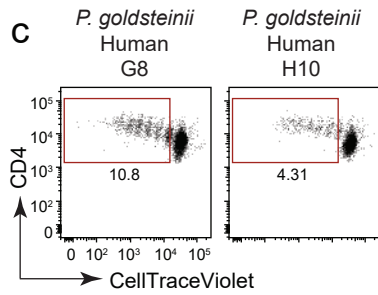 C
P. goldsteinii
Human
G8
P. goldsteinii
Human
H10
CD4
10⁵
10⁴
10³
10²
0
10.8
4.31
0 10² 10³ 10⁴ 10⁵
CellTraceViolet